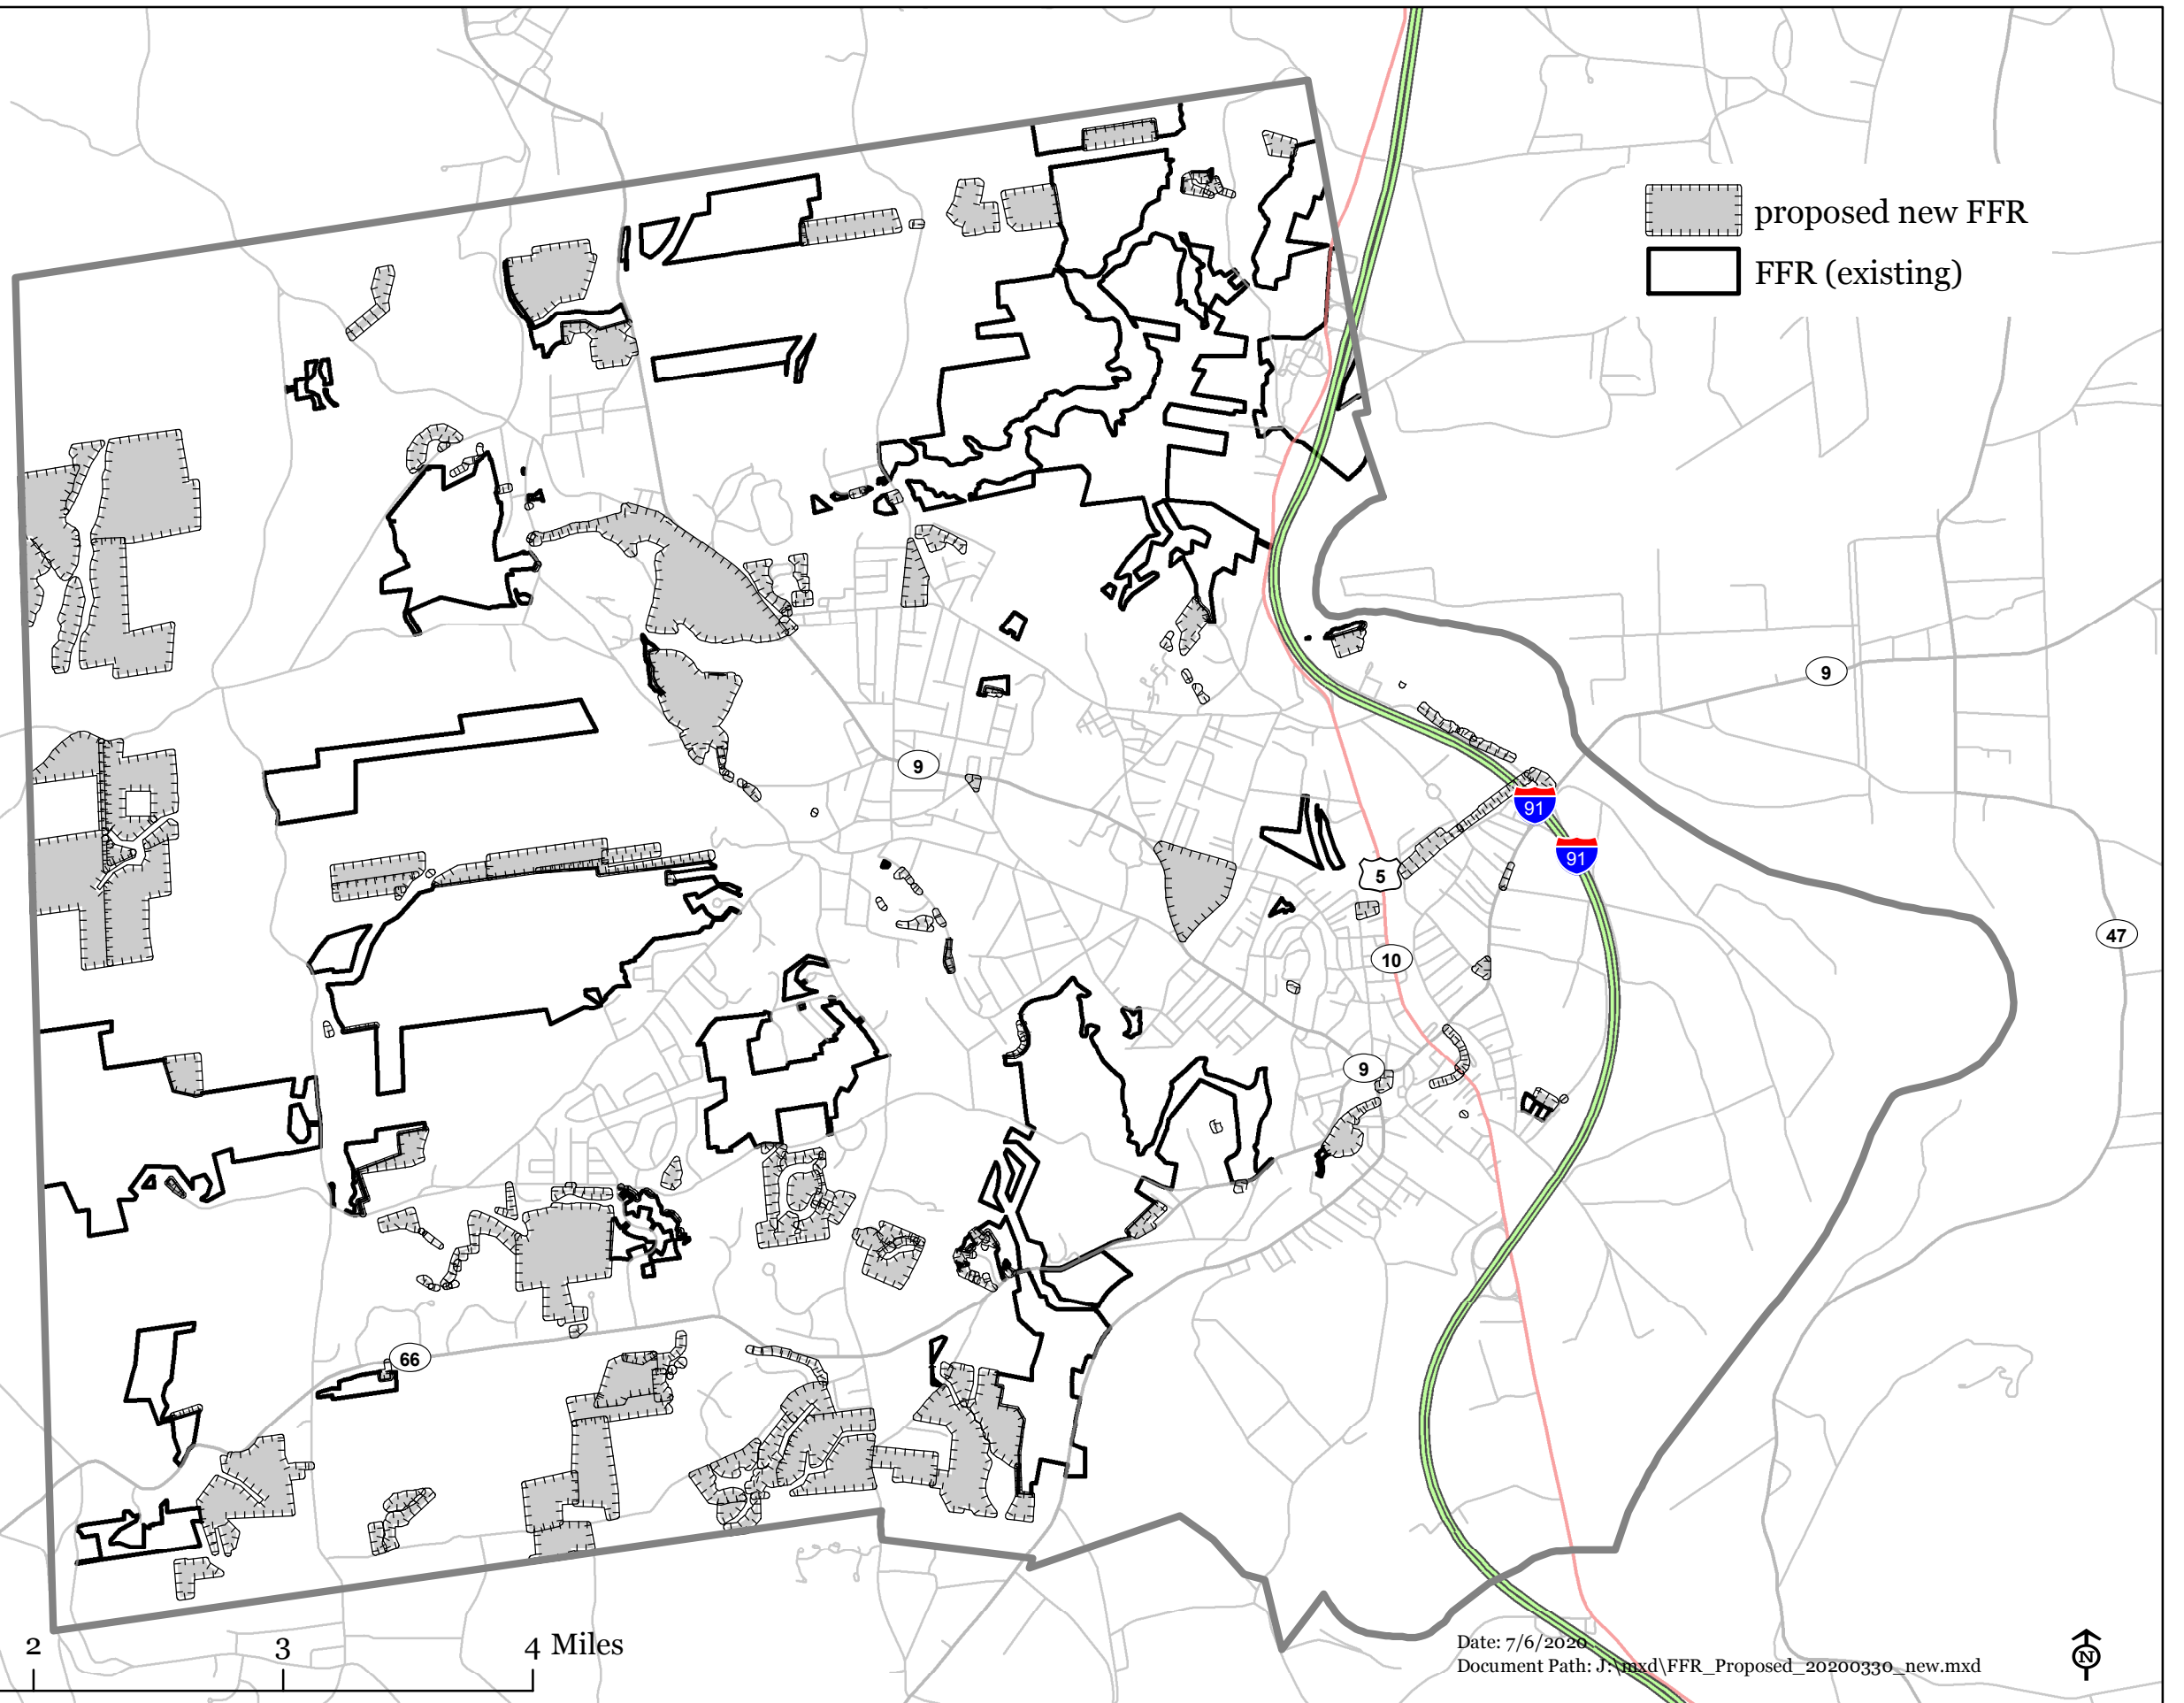 proposed new FFR
FFR (existing)
9
9
91
91
5
47
10
9
66
2 3 4 Miles
Date: 7/6/2020
Document Path: J:\mxd\FFR_Proposed_20200330_new.mxd
N